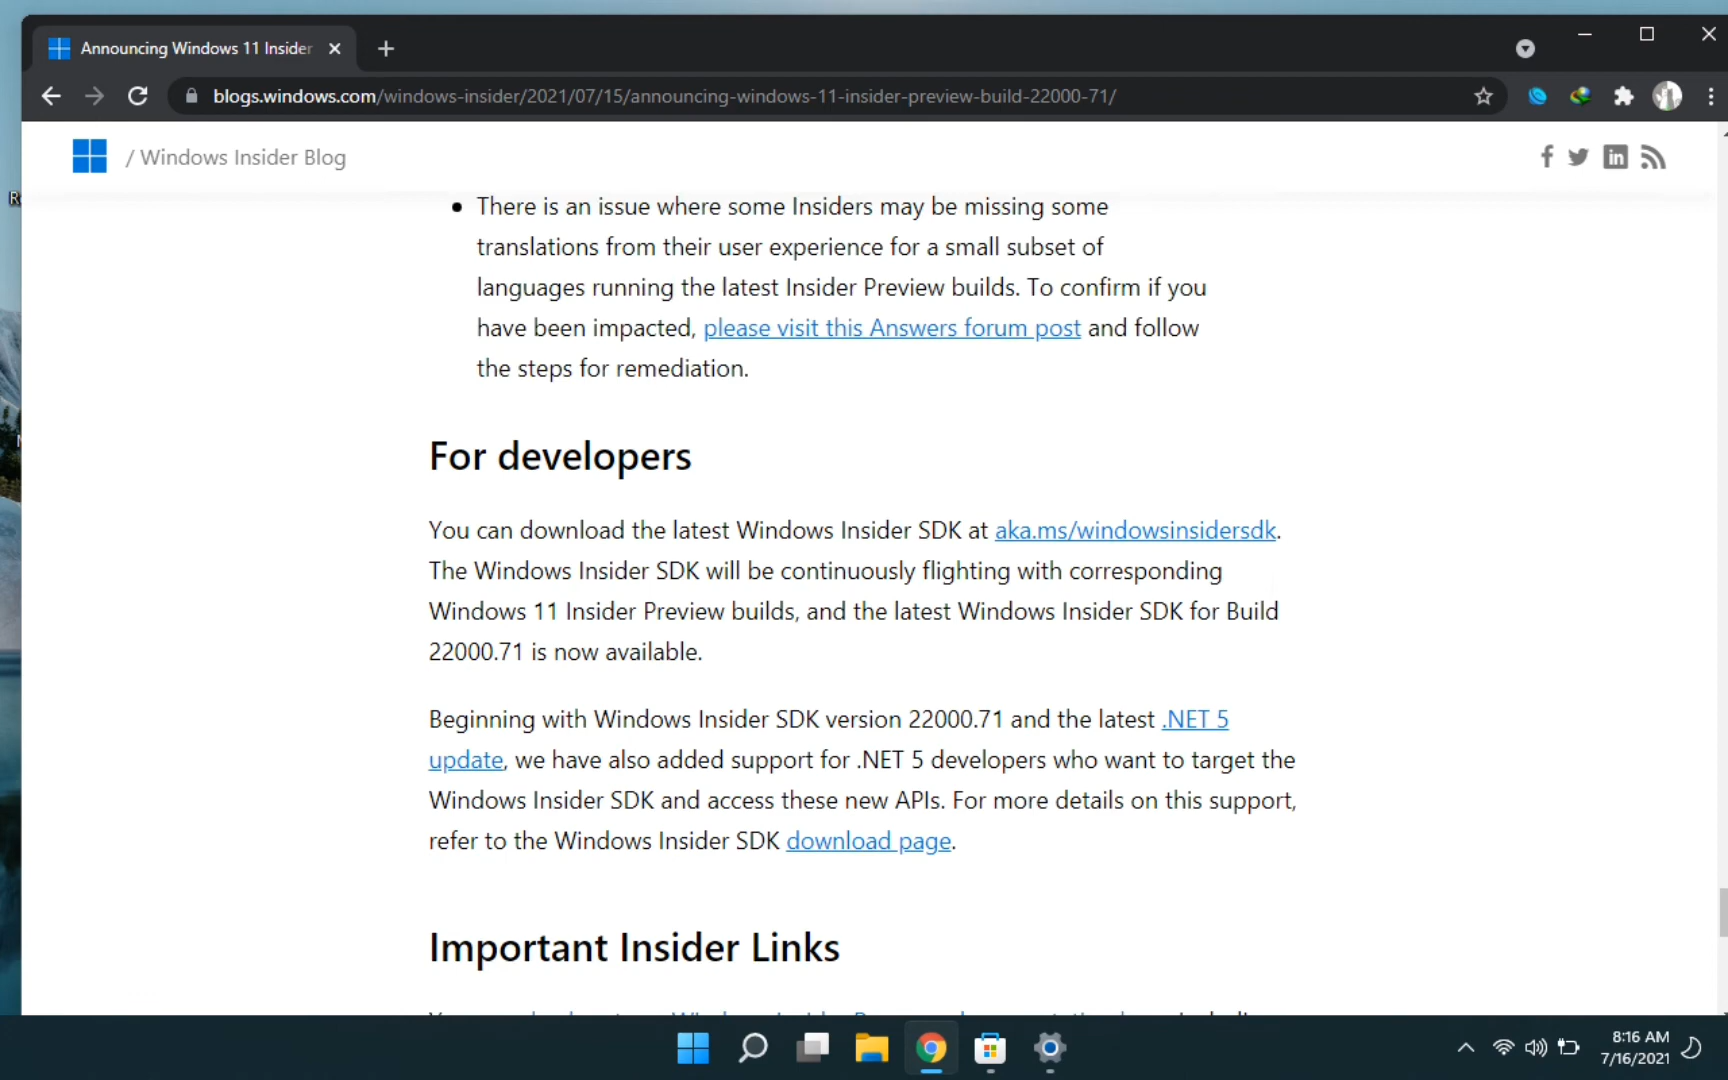 Announcing Windows 11 Insider
blogs.windows.com/windows-insider/2021/07/15/announcing-windows-11-insider-preview-build-22000-71/
/ Windows Insider Blog
There is an issue where some Insiders may be missing some
translations from their user experience for a small subset of
languages running the latest Insider Preview builds. To confirm if you
have been impacted, please visit this Answers forum post and follow
the steps for remediation.
For developers
You can download the latest Windows Insider SDK at aka.ms/windowsinsidersdk.
The Windows Insider SDK will be continuously flighting with corresponding
Windows 11 Insider Preview builds, and the latest Windows Insider SDK for Build
22000.71 is now available.
Beginning with Windows Insider SDK version 22000.71 and the latest .NET 5
update, we have also added support for .NET 5 developers who want to target the
Windows Insider SDK and access these new APIs. For more details on this support,
refer to the Windows Insider SDK download page.
Important Insider Links
8:16 AM
7/16/2021